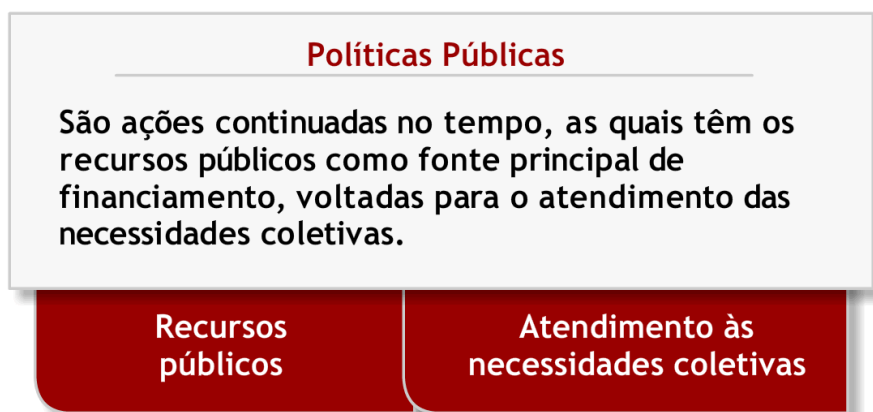 Políticas Públicas
São ações continuadas no tempo, as quais têm os
recursos públicos como fonte principal de
financiamento, voltadas para o atendimento das
necessidades coletivas.
Recursos
públicos
Atendimento às
necessidades coletivas